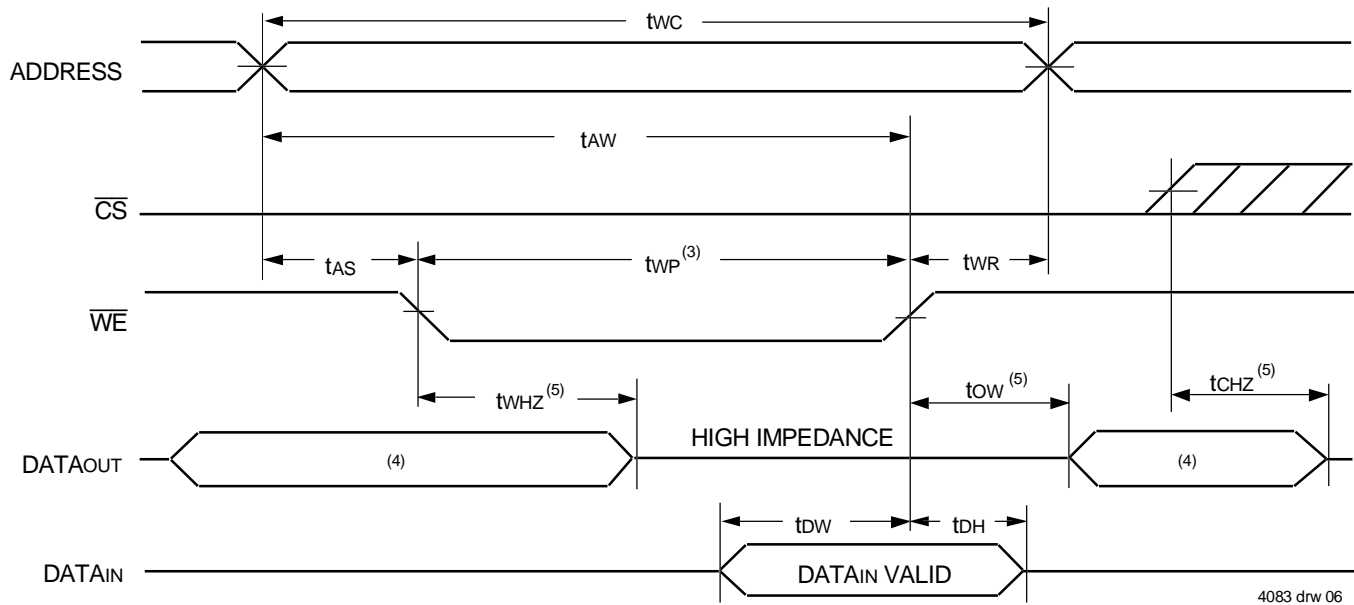 tWC
ADDRESS
tAW
CS
tAS
tWP (3)
tWR
WE
tWHZ (5)
tOW (5)
tCHZ (5)
HIGH IMPEDANCE
DATAOUT
(4)
(4)
tDW
tDH
DATAIN
DATAIN VALID
4083 drw 06